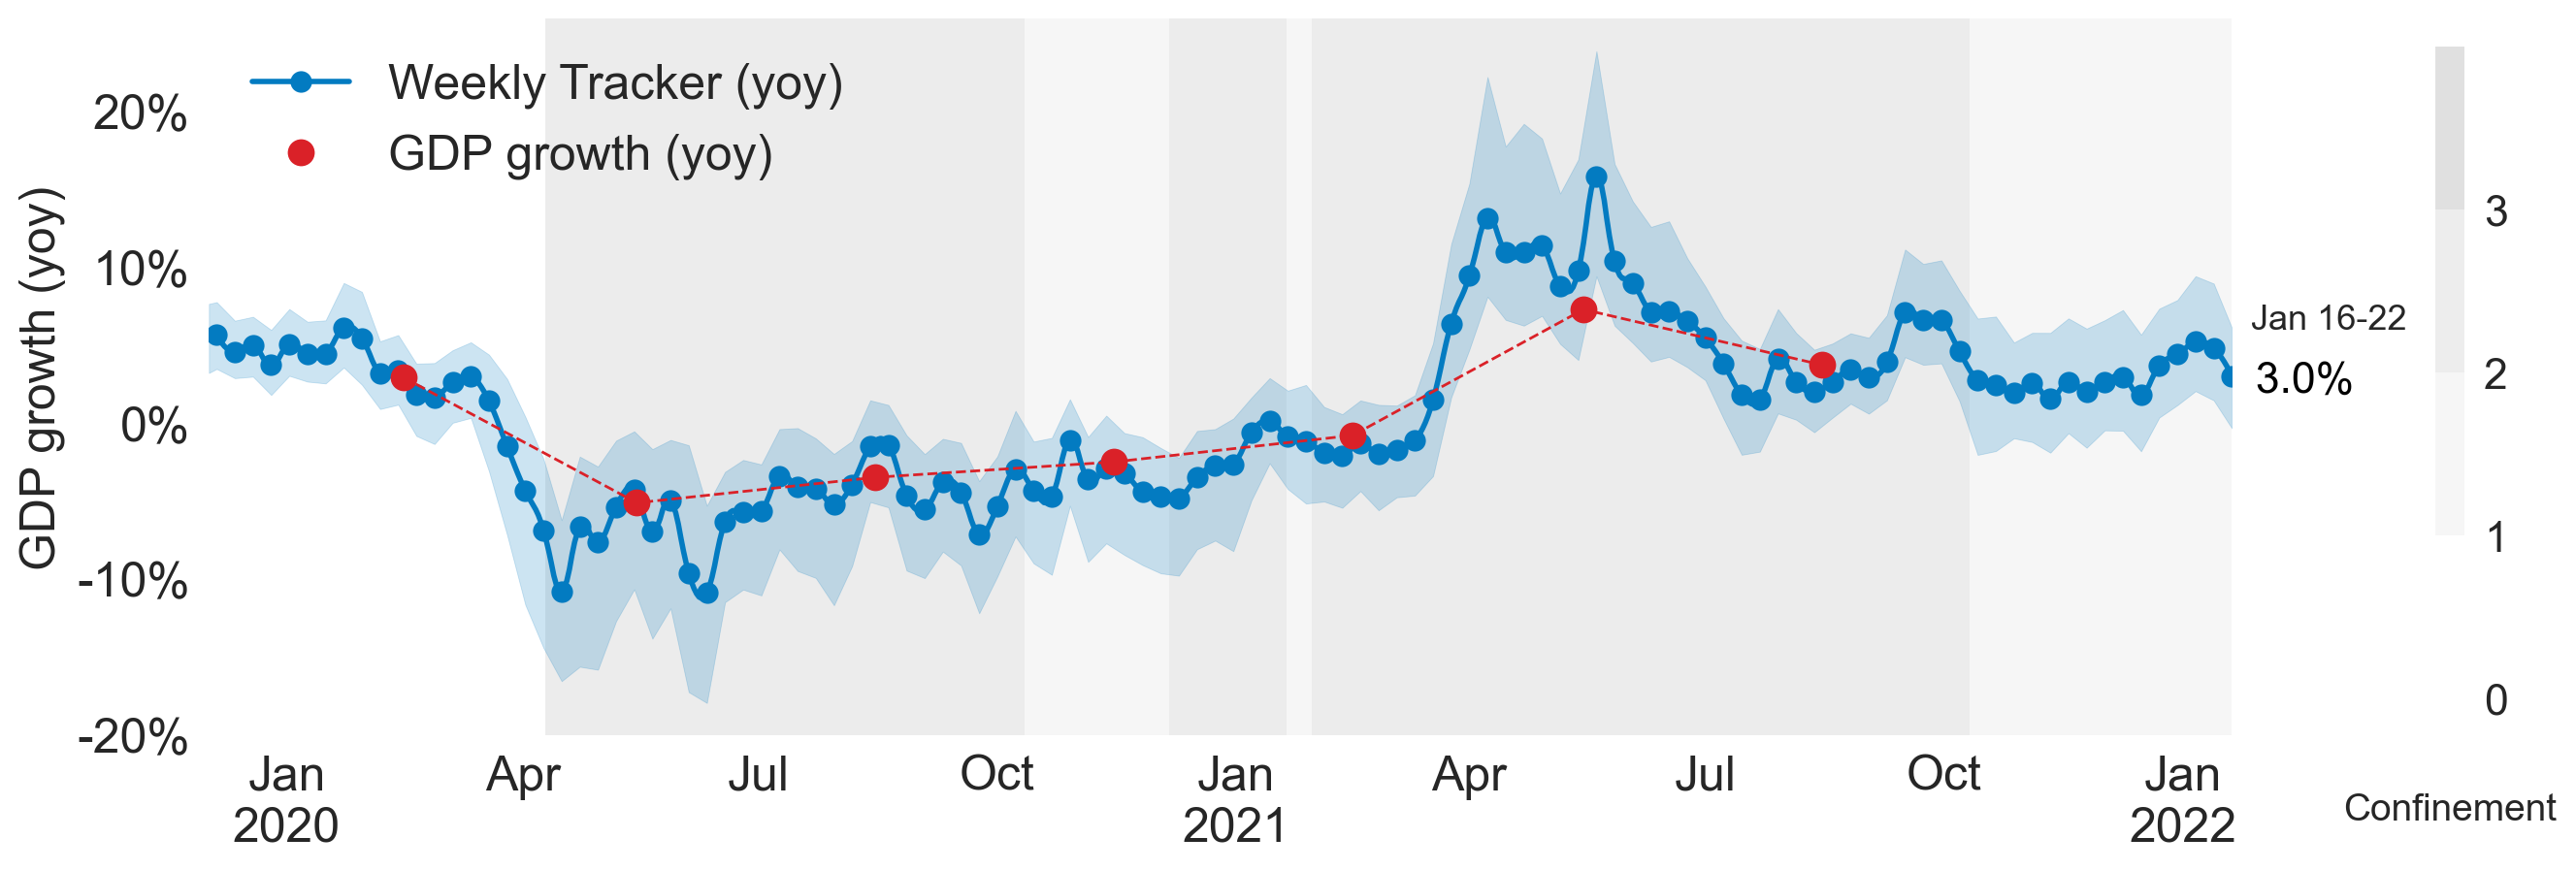 Weekly Tracker (yoy)
GDP growth (yoy)
GDP growth (yoy)
20%
10%
0%
-10%
-20%
Jan
2020
Apr
Jul
Oct
Jan
2021
Apr
Jul
Oct
Jan
2022
Jan 16-22
3.0%
3
2
1
0
Confinement